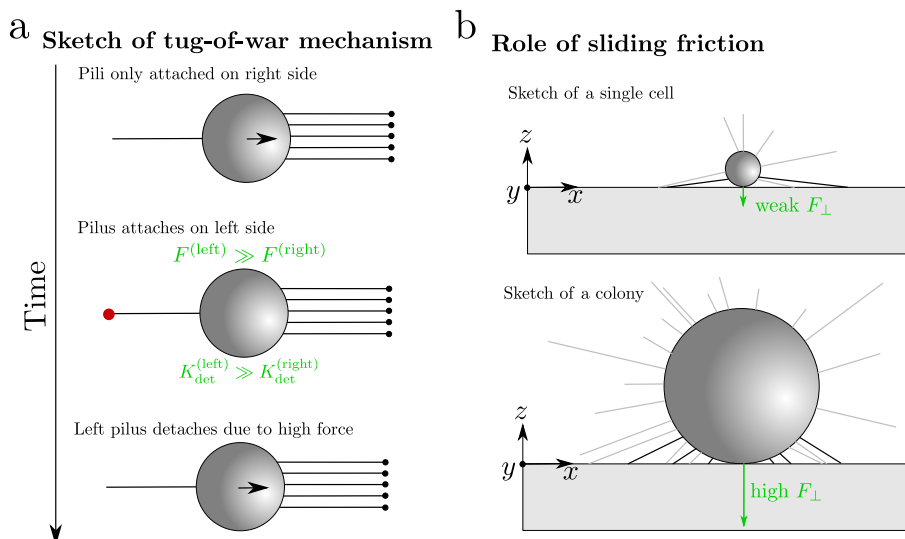 a
Sketch of tug-of-war mechanism
Pili only attached on right side
Pilus attaches on left side
F^(left) ≫ F^(right)
K_det^(left) ≫ K_det^(right)
Left pilus detaches due to high force
Time
b
Role of sliding friction
Sketch of a single cell
z
y
x
weak F⊥
Sketch of a colony
z
y
x
high F⊥